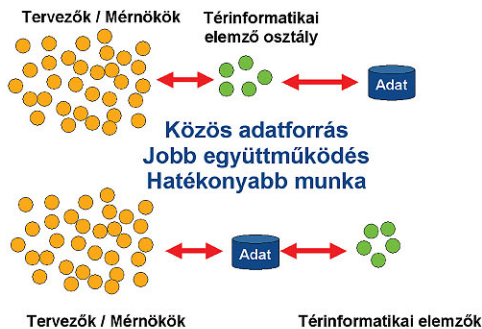 Tervezők / Mérnökök
Térinformatikai
elemző osztály
Adat
Közös adatforrás
Jobb együttműködés
Hatékonyabb munka
Adat
Tervezők / Mérnökök
Térinformatikai elemzők